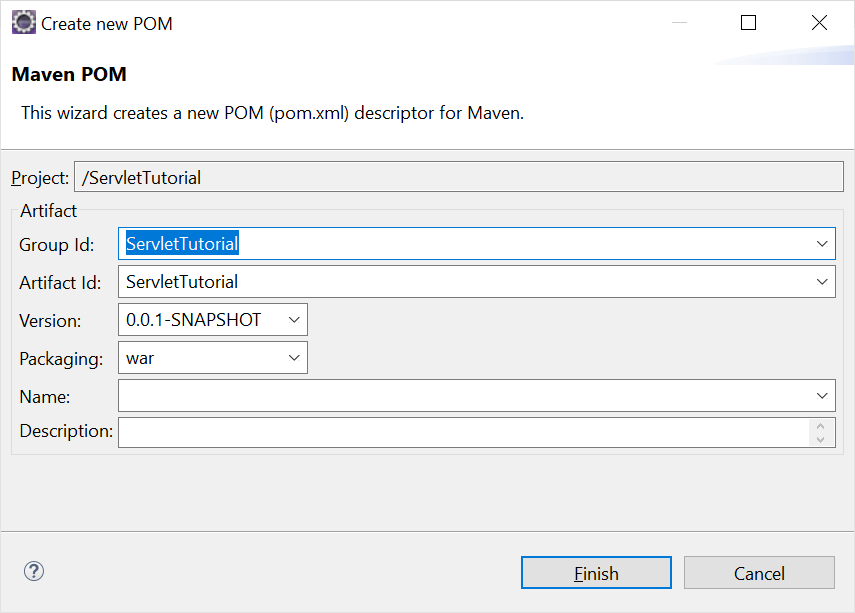 Create new POM
Maven POM
This wizard creates a new POM (pom.xml) descriptor for Maven.
Project: /ServletTutorial
Artifact
Group Id: ServletTutorial
Artifact Id: ServletTutorial
Version: 0.0.1-SNAPSHOT
Packaging: war
Name:
Description:
? Finish Cancel